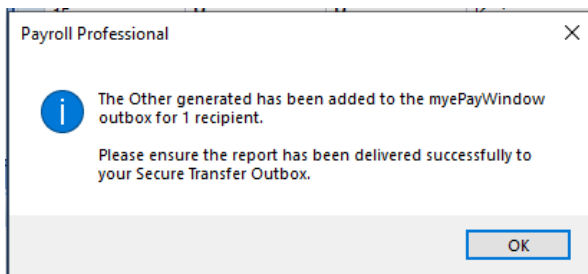 Payroll Professional
The Other generated has been added to the myePayWindow
outbox for 1 recipient.
Please ensure the report has been delivered successfully to
your Secure Transfer Outbox.
OK